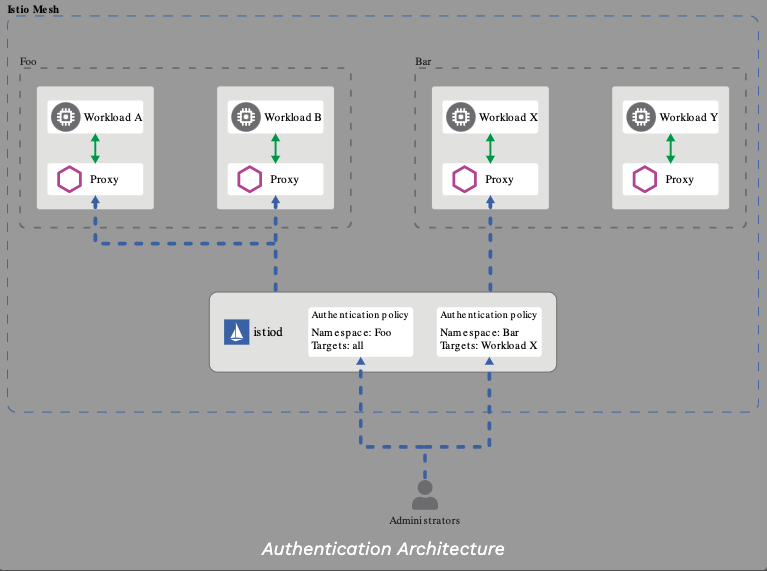 Istio Mesh
Foo
Bar
Workload A
Workload B
Workload X
Workload Y
Proxy
Proxy
Proxy
Proxy
istiod
Authentication policy
Namespace: Foo
Targets: all
Authentication policy
Namespace: Bar
Targets: Workload X
Administrators
Authentication Architecture